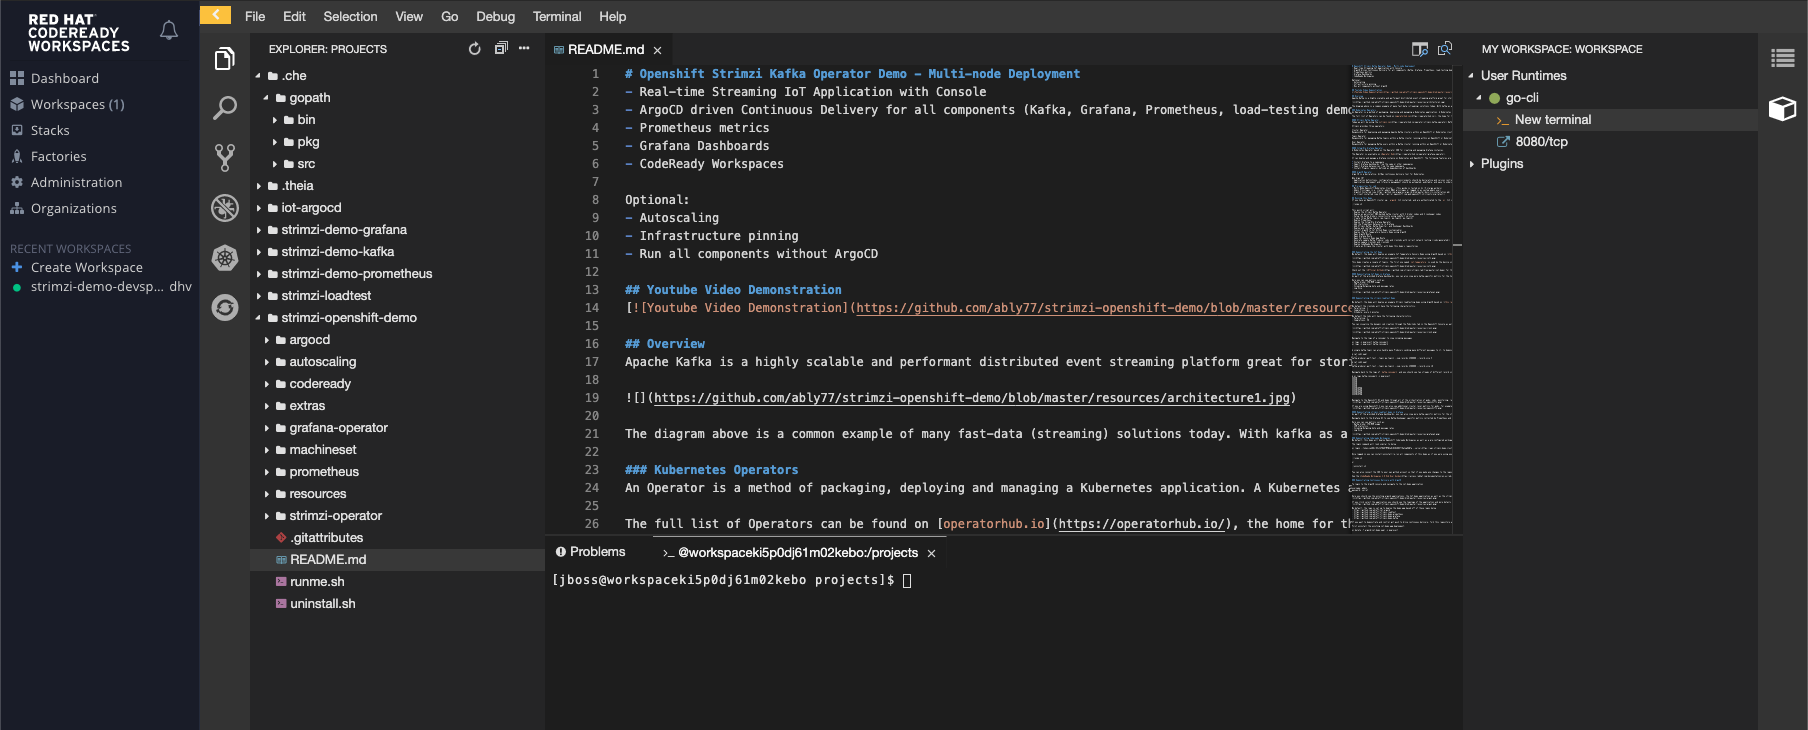 RED HAT
CODEREADY
WORKSPACES
Dashboard
Workspaces (1)
Stacks
Factories
Administration
Organizations
RECENT WORKSPACES
Create Workspace
strimzi-demo-devsp... dhv
File Edit Selection View Go Debug Terminal Help
EXPLORER: PROJECTS
.che
gopath
bin
pkg
src
.theia
iot-argocd
strimzi-demo-grafana
strimzi-demo-kafka
strimzi-demo-prometheus
strimzi-loadtest
strimzi-openshift-demo
argocd
autoscaling
codeready
extras
grafana-operator
machineset
prometheus
resources
strimzi-operator
.gitattributes
README.md
runme.sh
uninstall.sh
README.md
1 # Openshift Strimzi Kafka Operator Demo - Multi-node Deployment
2 - Real-time Streaming IoT Application with Console
3 - ArgoCD driven Continuous Delivery for all components (Kafka, Grafana, Prometheus, load-testing demo
4 - Prometheus metrics
5 - Grafana Dashboards
6 - CodeReady Workspaces
7
8 Optional:
9 - Autoscaling
10 - Infrastructure pinning
11 - Run all components without ArgoCD
12
13 ## Youtube Video Demonstration
14 [![Youtube Video Demonstration](https://github.com/ably77/strimzi-openshift-demo/blob/master/resourc
15
16 ## Overview
17 Apache Kafka is a highly scalable and performant distributed event streaming platform great for stor
18
19 ![](https://github.com/ably77/strimzi-openshift-demo/blob/master/resources/architecture1.jpg)
20
21 The diagram above is a common example of many fast-data (streaming) solutions today. With kafka as a
22
23 ### Kubernetes Operators
24 An Operator is a method of packaging, deploying and managing a Kubernetes application. A Kubernetes
25
26 The full list of Operators can be found on [operatorhub.io](https://operatorhub.io/), the home for th
Problems
>_ @workspaceki5p0dj61m02kebo:/projects
[jboss@workspaceki5p0dj61m02kebo projects]$
MY WORKSPACE: WORKSPACE
User Runtimes
go-cli
>_ New terminal
8080/tcp
Plugins